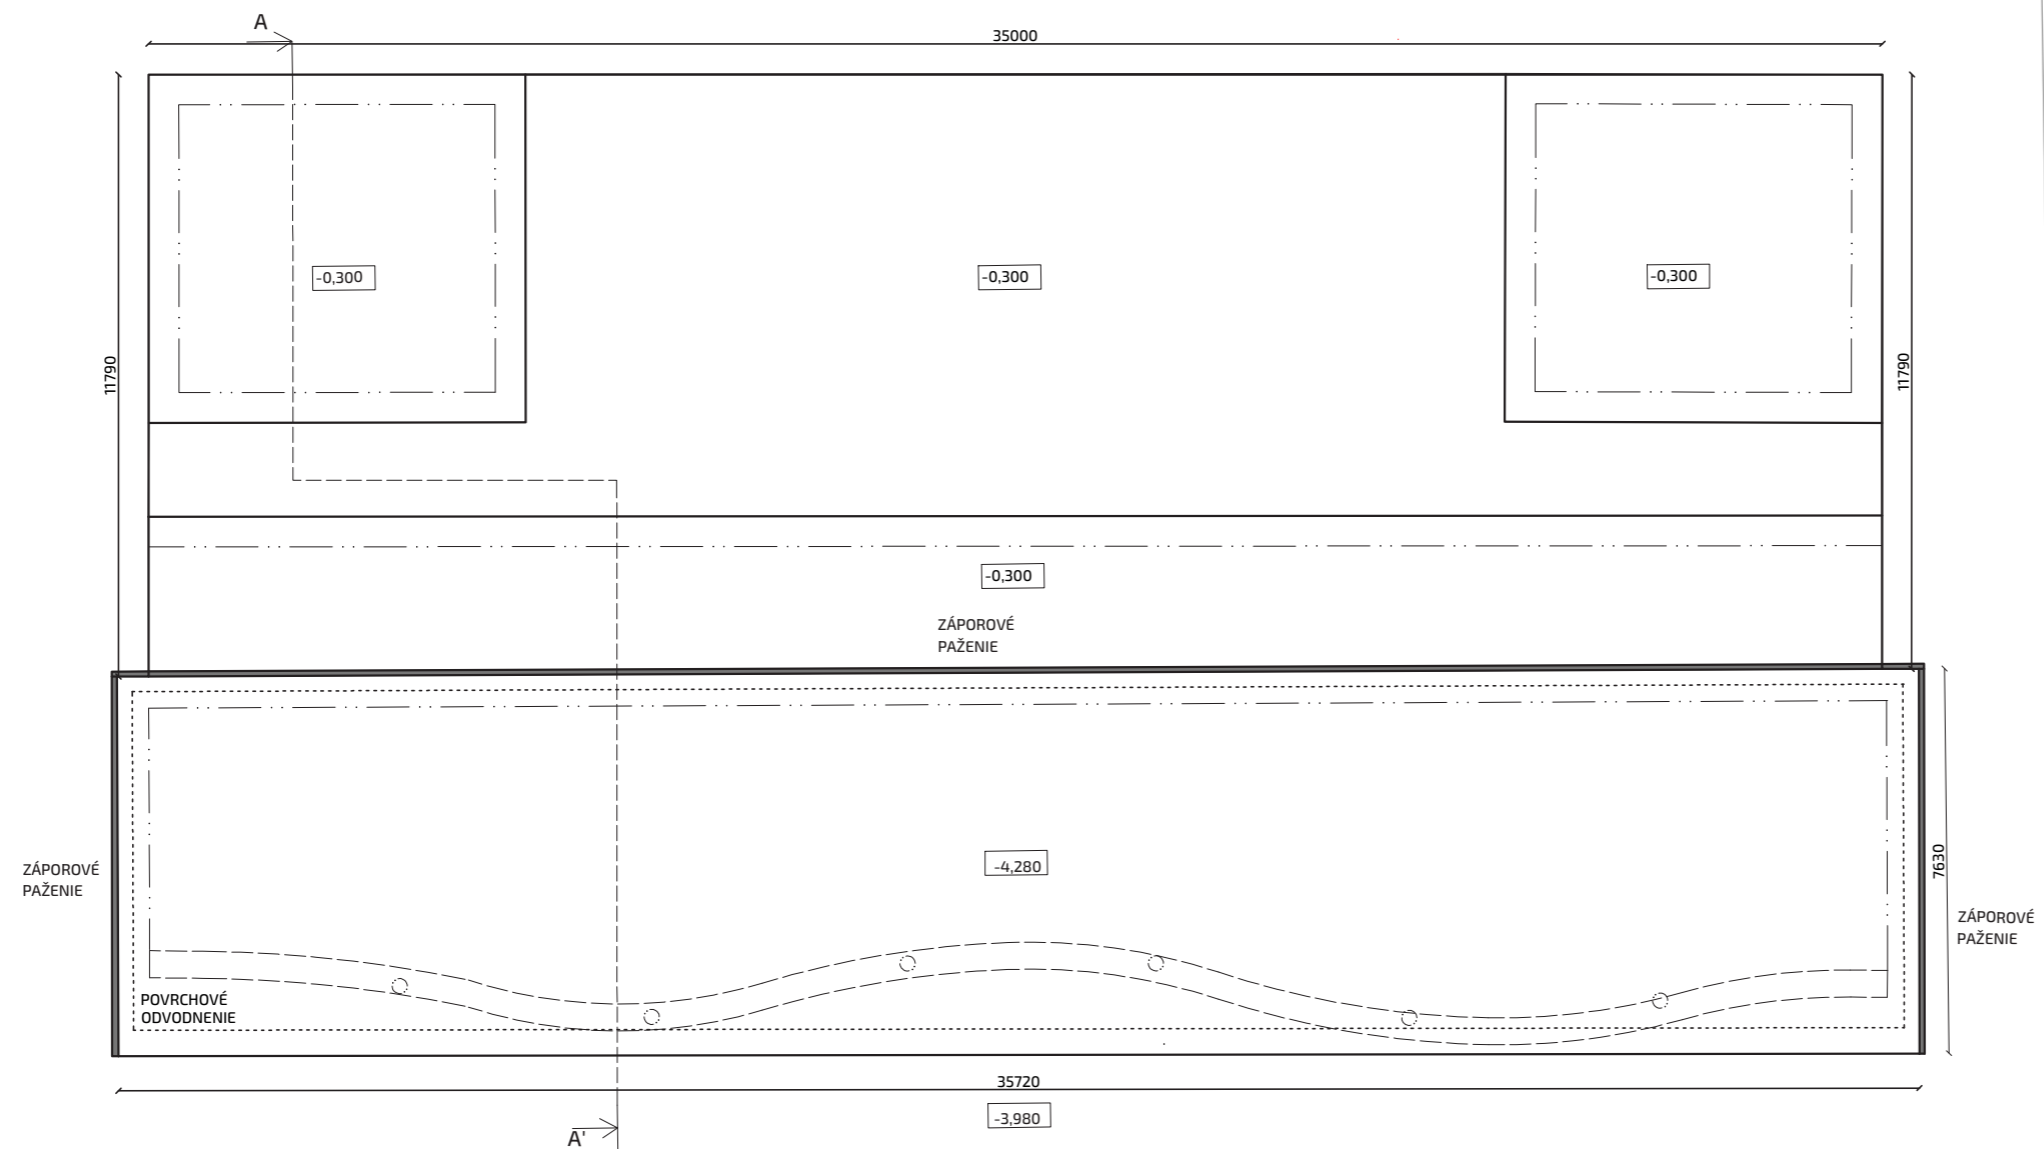 A
35000
-0,300
-0,300
-0,300
11790
11790
-0,300
ZÁPOROVÉ
PAŽENIE
-4,280
7630
ZÁPOROVÉ
PAŽENIE
ZÁPOROVÉ
PAŽENIE
POVRCHOVÉ
ODVODNENIE
35720
-3,980
A'